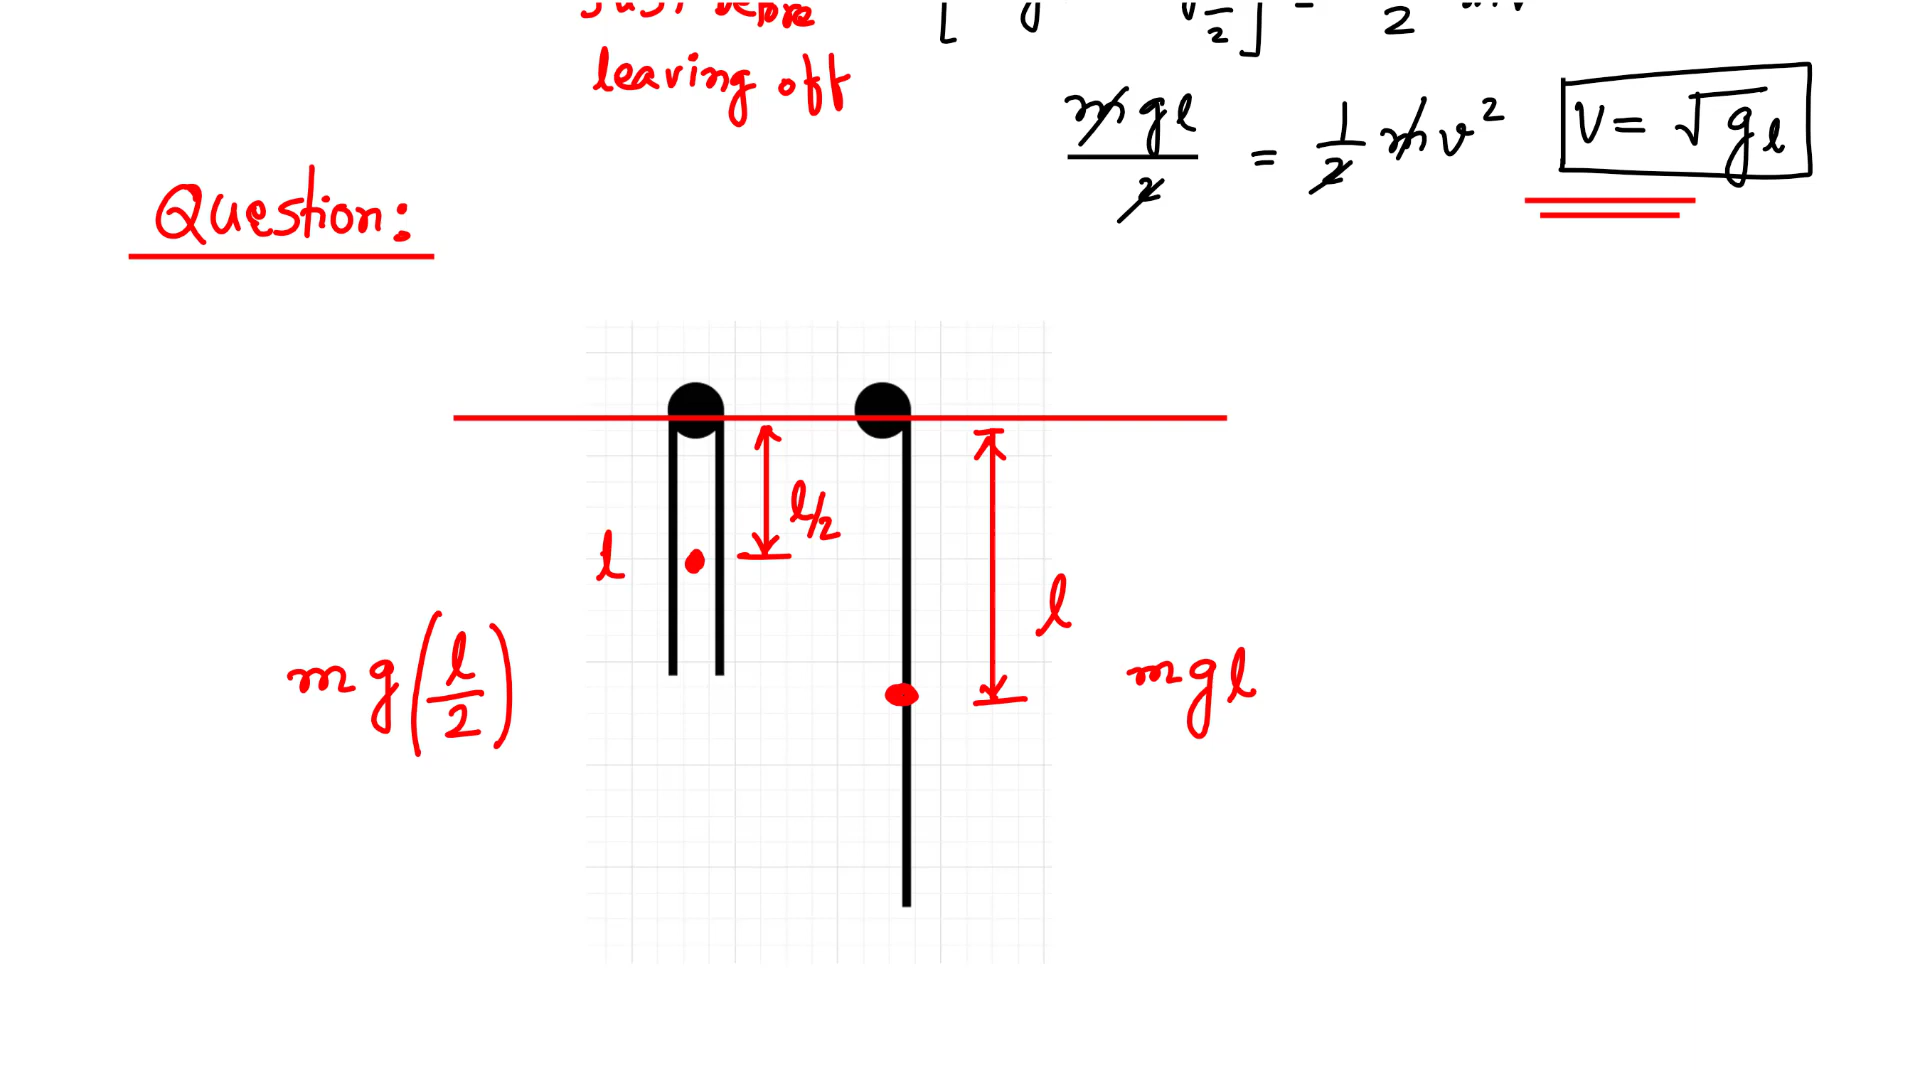 leaving off
mgl/2 = 1/2 mv²
V = √gl
Question:
l/2
l
l
mg(l/2)
mgl